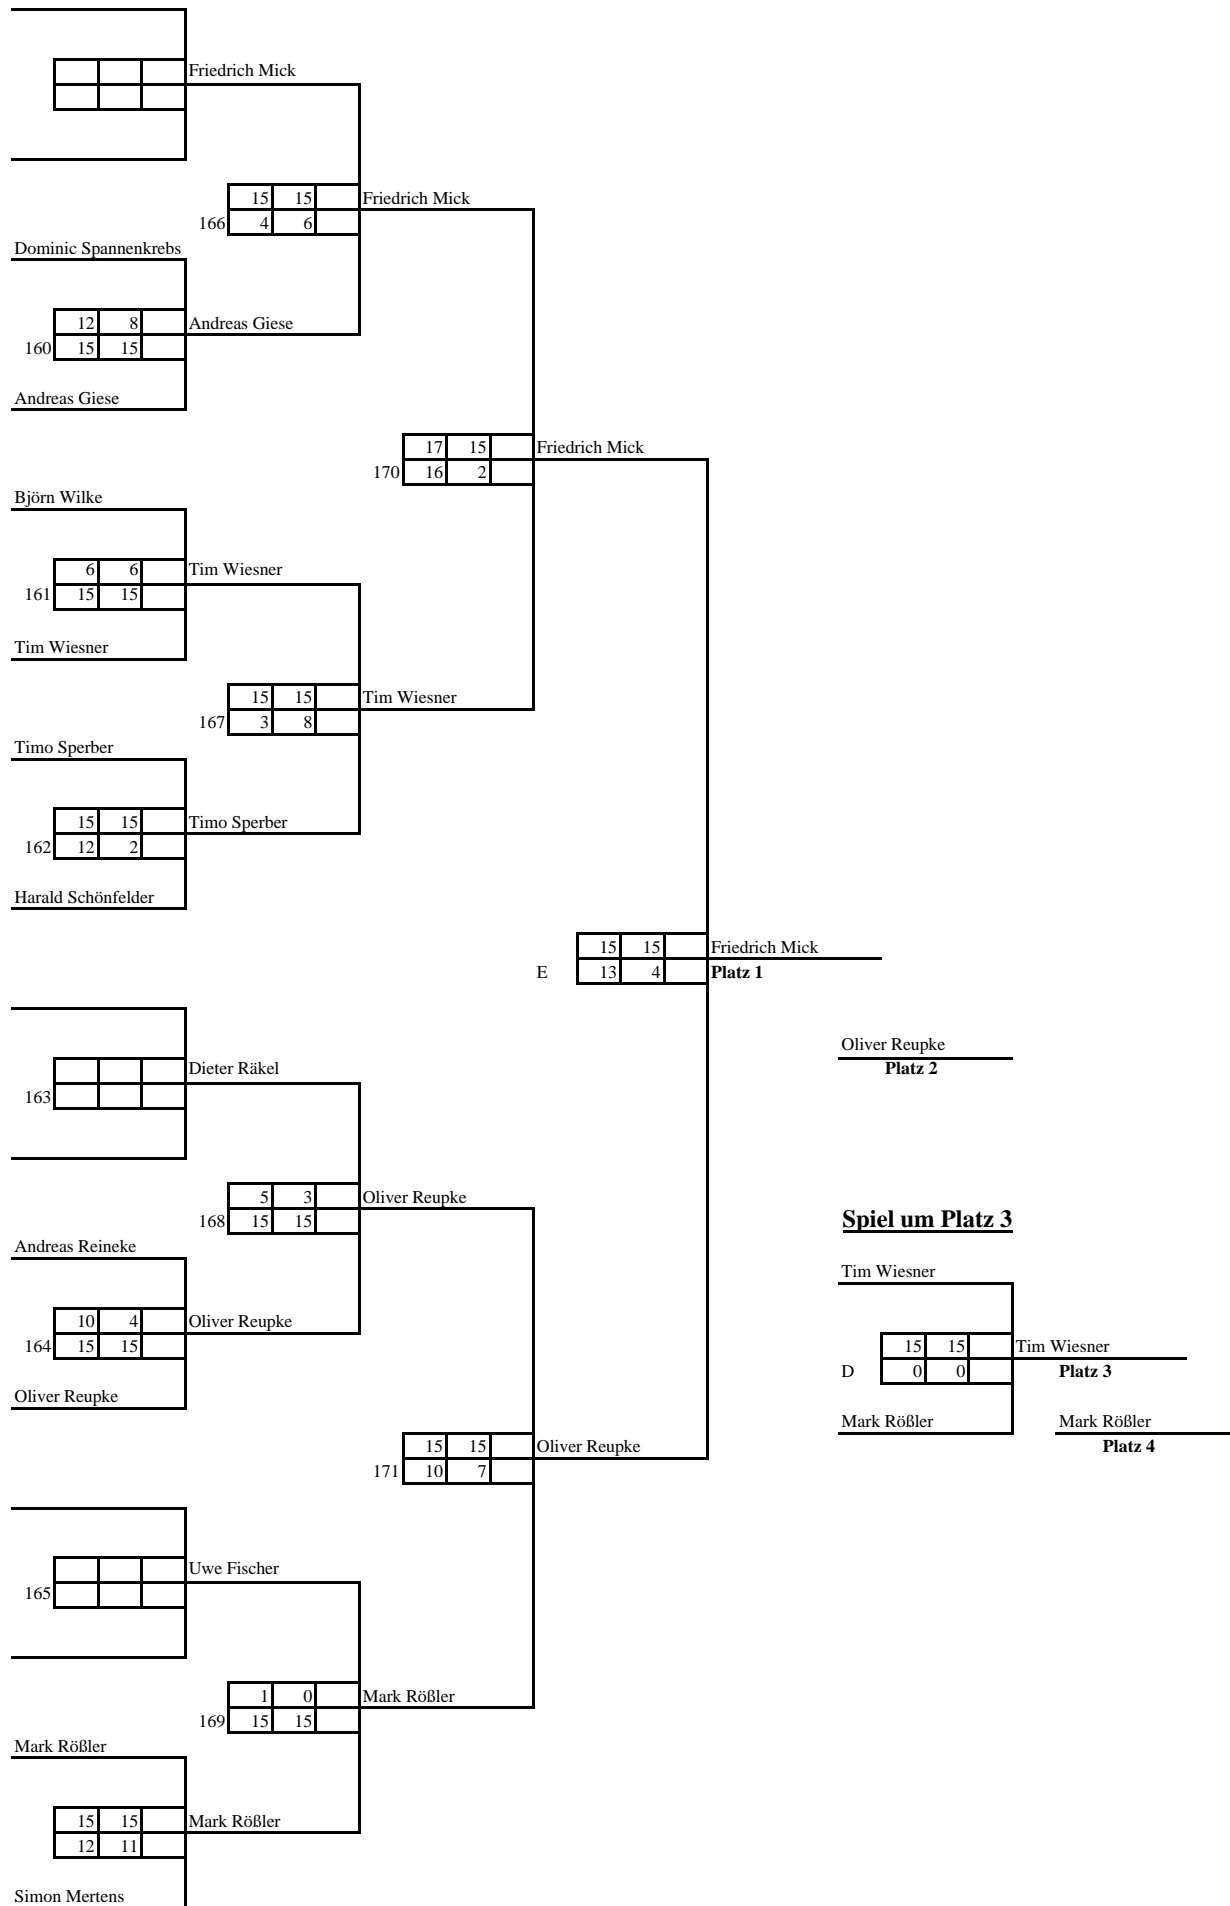 Friedrich Mick
15 15 Friedrich Mick
166 4 6
Dominic Spannenkrebs
12 8 Andreas Giese
160 15 15
Andreas Giese
17 15 Friedrich Mick
170 16 2
Björn Wilke
6 6 Tim Wiesner
161 15 15
Tim Wiesner
15 15 Tim Wiesner
167 3 8
Timo Sperber
15 15 Timo Sperber
162 12 2
Harald Schönfelder
15 15 Friedrich Mick
E 13 4 Platz 1
Oliver Reupke
Platz 2
Dieter Räkel
163
5 3 Oliver Reupke
168 15 15
Spiel um Platz 3
Andreas Reineke
Tim Wiesner
10 4 Oliver Reupke
164 15 15
15 15 Tim Wiesner
D 0 0 Platz 3
Oliver Reupke
Mark Rößler Mark Rößler
Platz 4
15 15 Oliver Reupke
171 10 7
Uwe Fischer
165
1 0 Mark Rößler
169 15 15
Mark Rößler
15 15 Mark Rößler
12 11
Simon Mertens